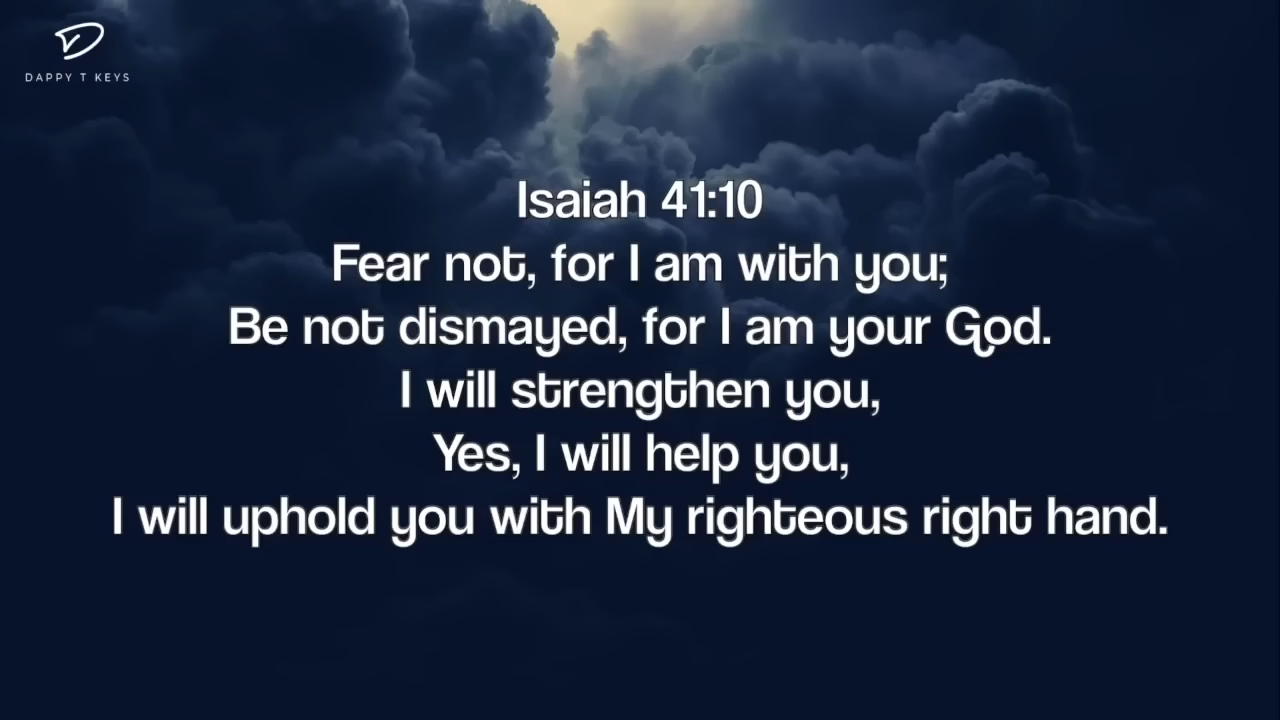 DAPPY T KEYS
Isaiah 41:10
Fear not, for I am with you;
Be not dismayed, for I am your God.
I will strengthen you,
Yes, I will help you,
I will uphold you with My righteous right hand.